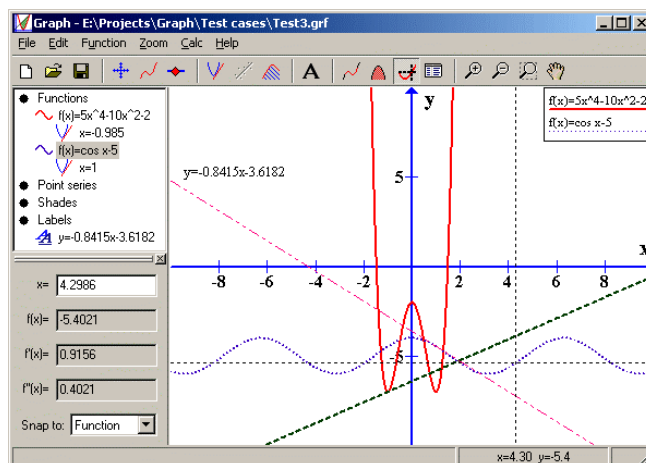 Graph - E:\Projects\Graph\Test cases\Test3.grf
File Edit Function Zoom Calc Help
A
Functions
f(x)=5x^4-10x^2-2
x=-0.985
f(x)=cos x-5
x=1
Point series
Shades
Labels
y=-0.8415x-3.6182
x= 4.2986
f(x)= -5.4021
f'(x)= 0.9156
f''(x)= 0.4021
Snap to: Function
y
f(x)=5x^4-10x^2-2
f(x)=cos x-5
y=-0.8415x-3.6182
5
x
-8 -6 -4 -2 2 4 6 8
-5
x=4.30 y=-5.4